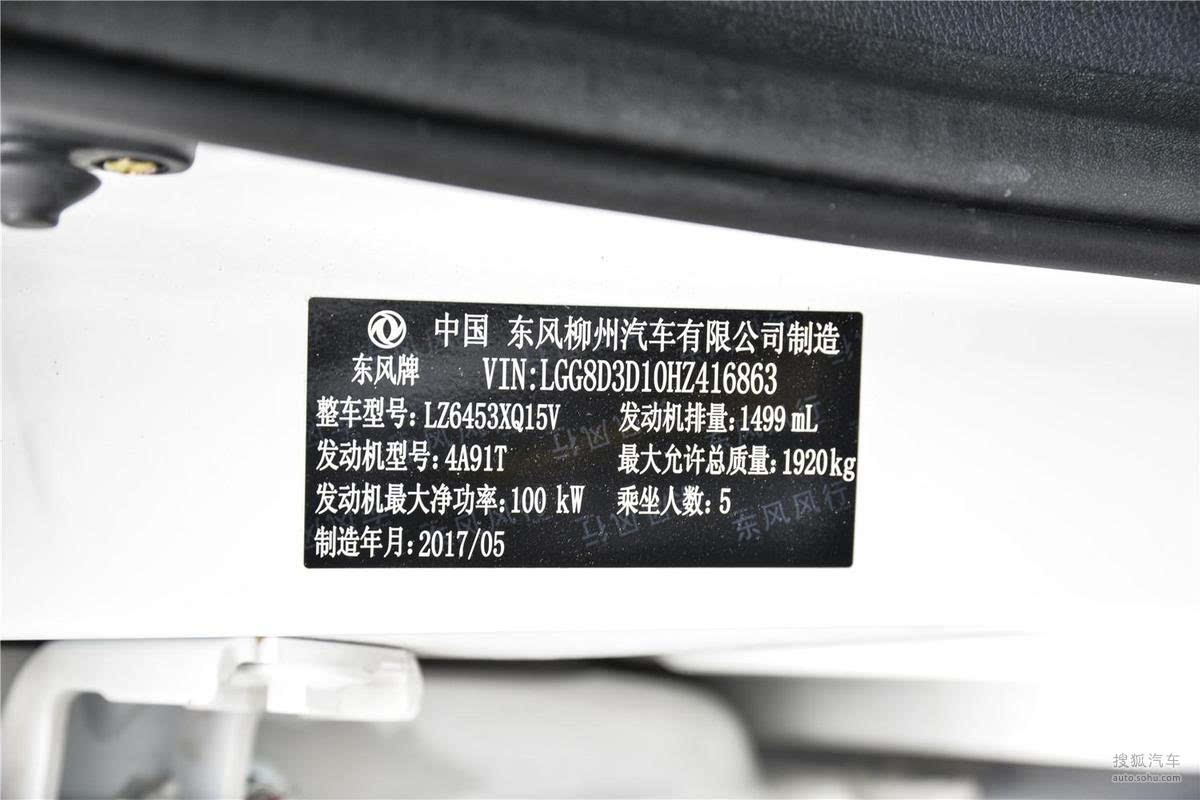 中国 东风柳州汽车有限公司制造
东风牌 VIN:LGG8D3D10HZ416863
整车型号:LZ6453XQ15V 发动机排量:1499 mL
发动机型号:4A91T 最大允许总质量:1920kg
发动机最大净功率:100 kW 乘坐人数:5
制造年月:2017/05
东风风行
搜狐汽车
auto.sohu.com